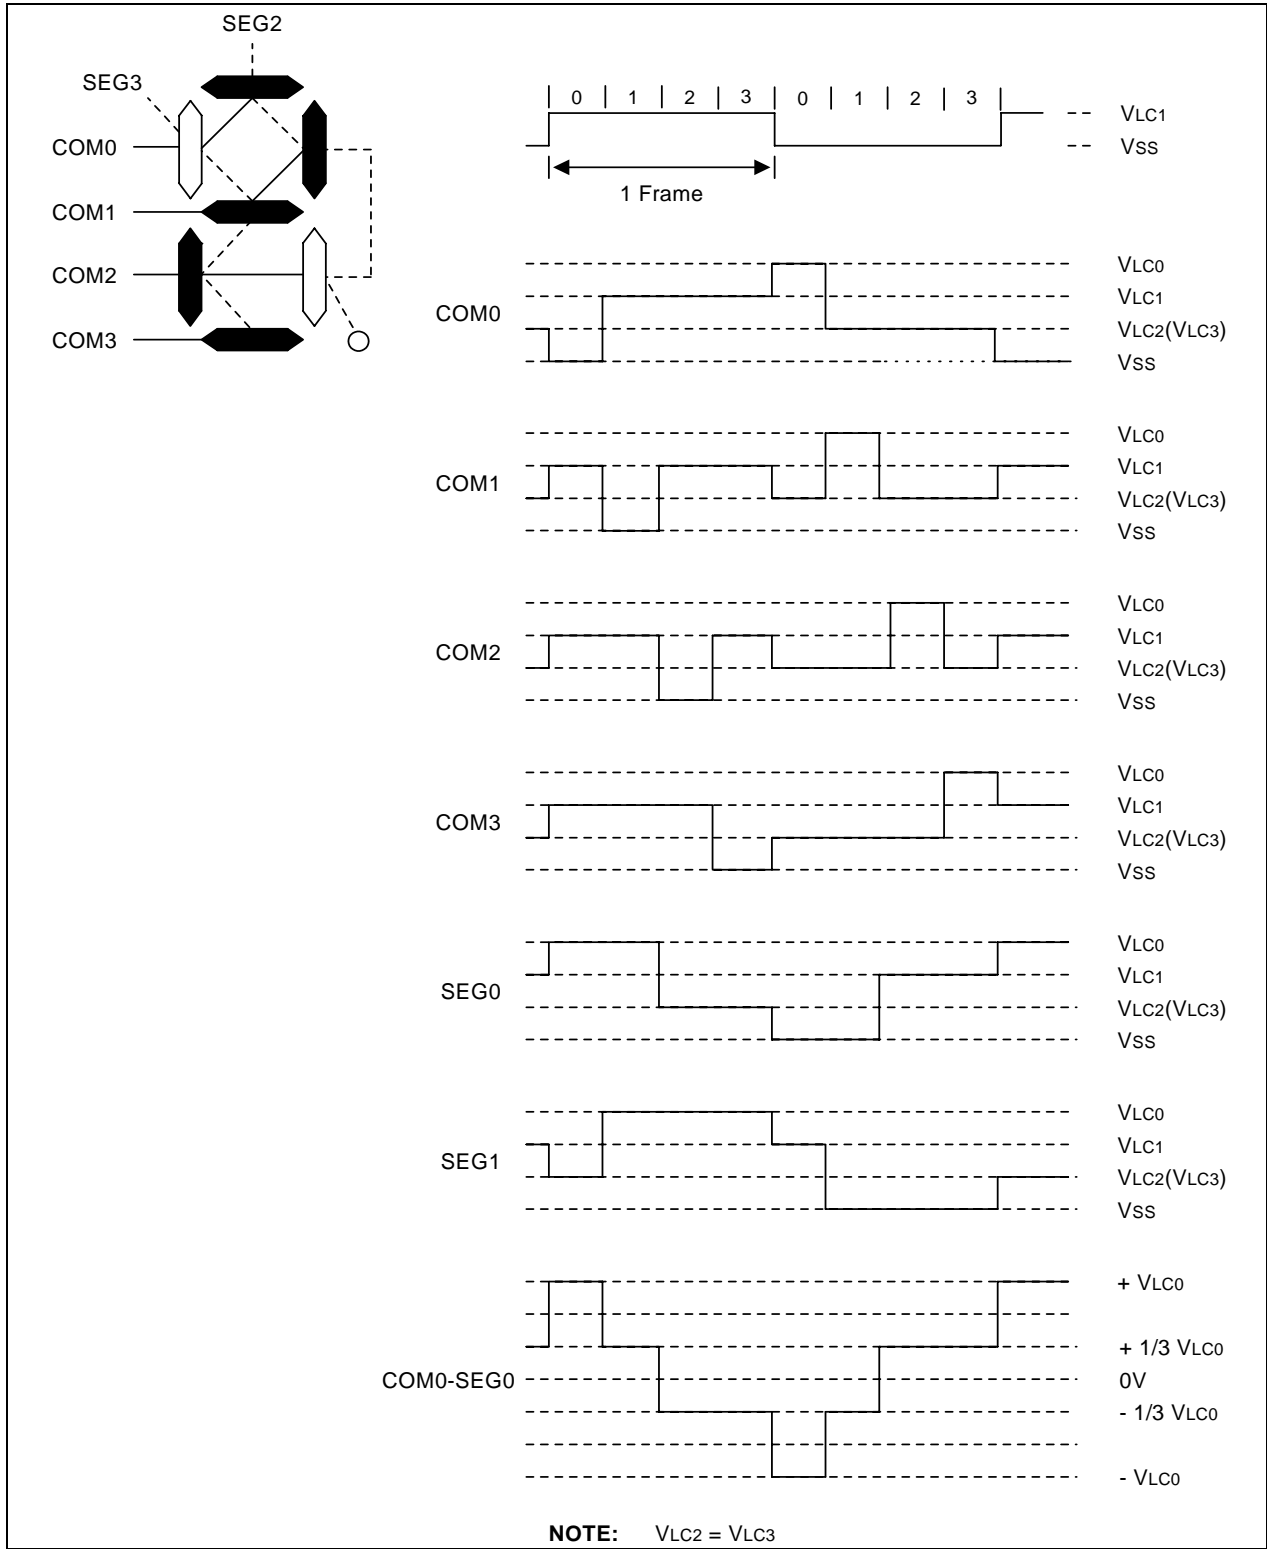 SEG2
SEG3
COM0
COM1
COM2
COM3
0 1 2 3 0 1 2 3
VLC1
VSS
1 Frame
COM0
VLC0
VLC1
VLC2(VLC3)
VSS
COM1
VLC0
VLC1
VLC2(VLC3)
VSS
COM2
VLC0
VLC1
VLC2(VLC3)
VSS
COM3
VLC0
VLC1
VLC2(VLC3)
VSS
SEG0
VLC0
VLC1
VLC2(VLC3)
VSS
SEG1
VLC0
VLC1
VLC2(VLC3)
VSS
COM0-SEG0
+ VLC0
+ 1/3 VLC0
0V
- 1/3 VLC0
- VLC0
NOTE: VLC2 = VLC3